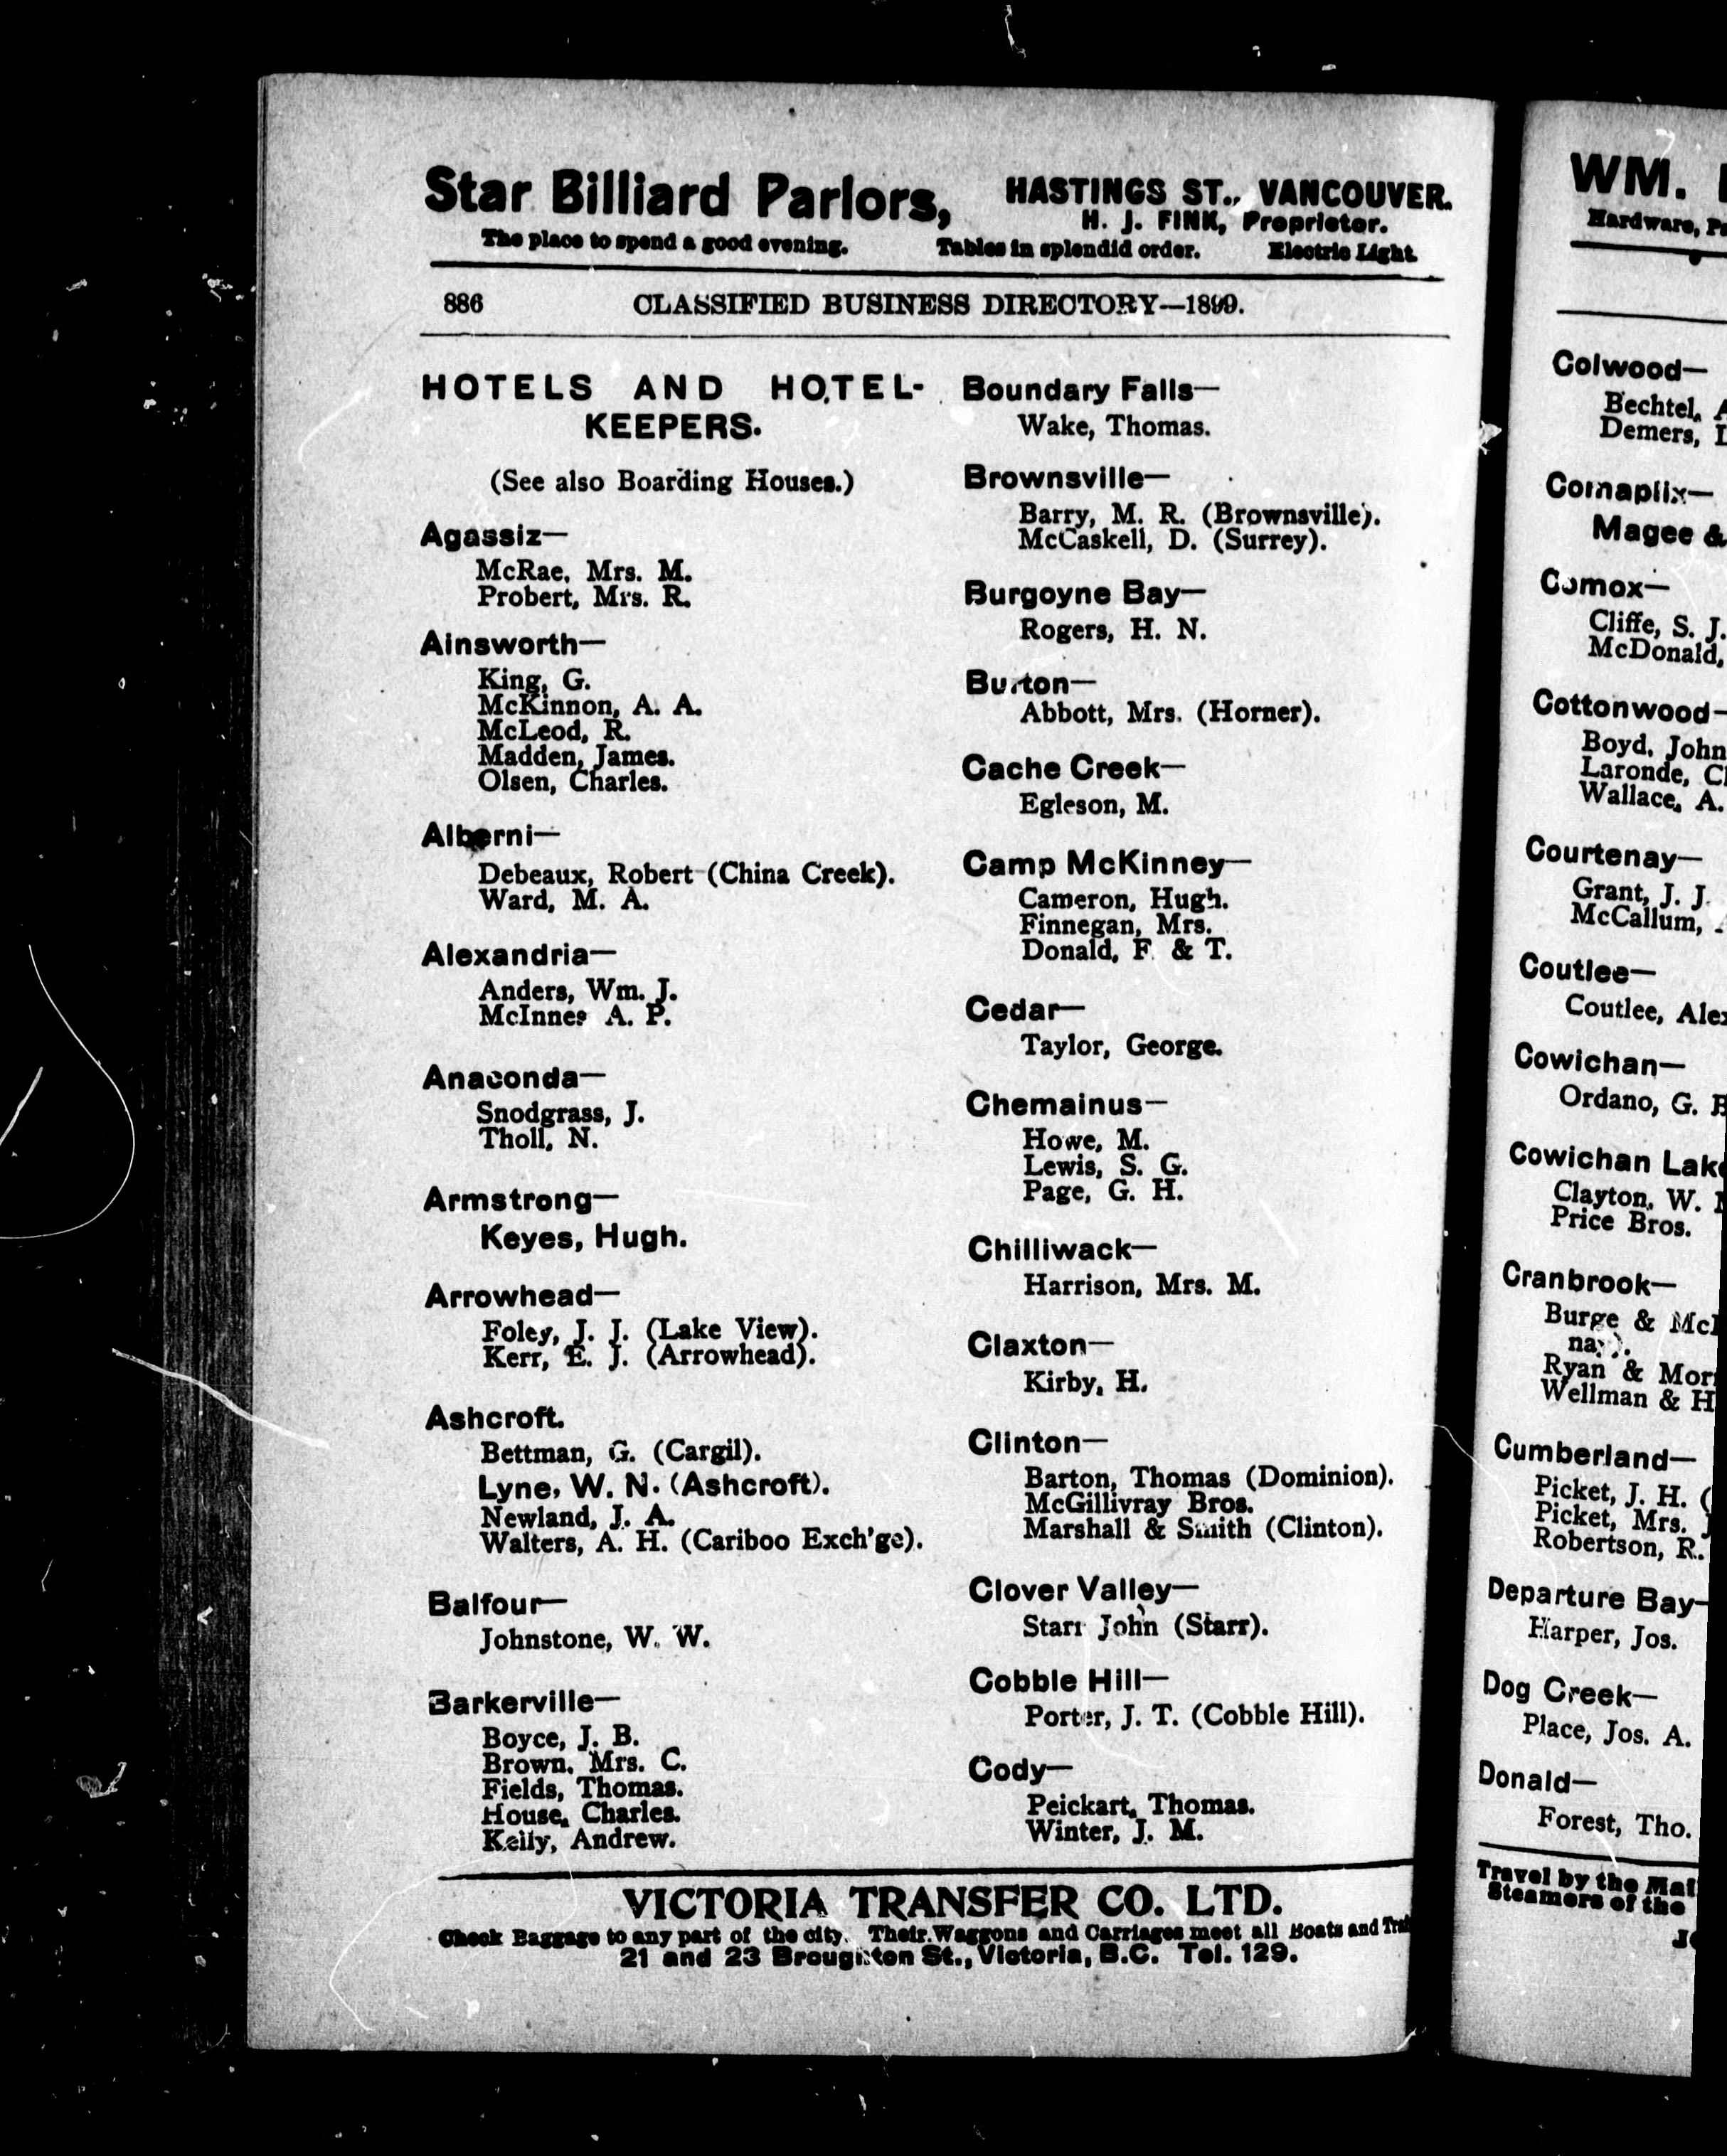 Star Billiard Parlors, HASTINGS ST., VANCOUVER.
H. J. FINK, Proprietor.
The place to spend a good evening. Tables in splendid order. Electric Light.
886 CLASSIFIED BUSINESS DIRECTORY—1899.
HOTELS AND HOTEL-
KEEPERS.
(See also Boarding Houses.)
Agassiz—
McRae, Mrs. M.
Probert, Mrs. R.
Ainsworth—
King, G.
McKinnon, A. A.
McLeod, R.
Madden, James.
Olsen, Charles.
Alberni—
Debeaux, Robert (China Creek).
Ward, M. A.
Alexandria—
Anders, Wm. J.
McInnes A. P.
Anaconda—
Snodgrass, J.
Tholl, N.
Armstrong—
Keyes, Hugh.
Arrowhead—
Foley, J. J. (Lake View).
Kerr, E. J. (Arrowhead).
Ashcroft.
Bettman, G. (Cargil).
Lyne, W. N. (Ashcroft).
Newland, J. A.
Walters, A. H. (Cariboo Exch'ge).
Balfour—
Johnstone, W. W.
Barkerville—
Boyce, J. B.
Brown, Mrs. C.
Fields, Thomas.
House, Charles.
Kelly, Andrew.
Boundary Falls—
Wake, Thomas.
Brownsville—
Barry, M. R. (Brownsville).
McCaskell, D. (Surrey).
Burgoyne Bay—
Rogers, H. N.
Burton—
Abbott, Mrs. (Horner).
Cache Creek—
Egleson, M.
Camp McKinney—
Cameron, Hugh.
Finnegan, Mrs.
Donald, F. & T.
Cedar—
Taylor, George.
Chemainus—
Howe, M.
Lewis, S. G.
Page, G. H.
Chilliwack—
Harrison, Mrs. M.
Claxton—
Kirby, H.
Clinton—
Barton, Thomas (Dominion).
McGillivray Bros.
Marshall & Smith (Clinton).
Clover Valley—
Starr John (Starr).
Cobble Hill—
Porter, J. T. (Cobble Hill).
Cody—
Peickart, Thomas.
Winter, J. M.
VICTORIA TRANSFER CO. LTD.
Check Baggage to any part of the city. Their Waggons and Carriages meet all Boats and
21 and 23 Broughton St., Victoria, B.C. Tel. 129.
WM.
Hardware,
Colwood—
Bechtel,
Demers,
Comaplix—
Magee &
Comox—
Cliffe, S. J.
McDonald,
Cottonwood—
Boyd, John
Laronde,
Wallace, A.
Courtenay—
Grant, J. J.
McCallum,
Coutlee—
Coutlee,
Cowichan—
Ordano, G.
Cowichan
Clayton, W.
Price Bros.
Cranbrook—
Burge &
Ryan &
Wellman &
Cumberland—
Picket, J. H.
Picket, Mrs.
Robertson, R.
Departure Bay—
Harper, Jos.
Dog Creek—
Place, Jos. A.
Donald—
Forest, Tho.
Travel by the
Steamers of the